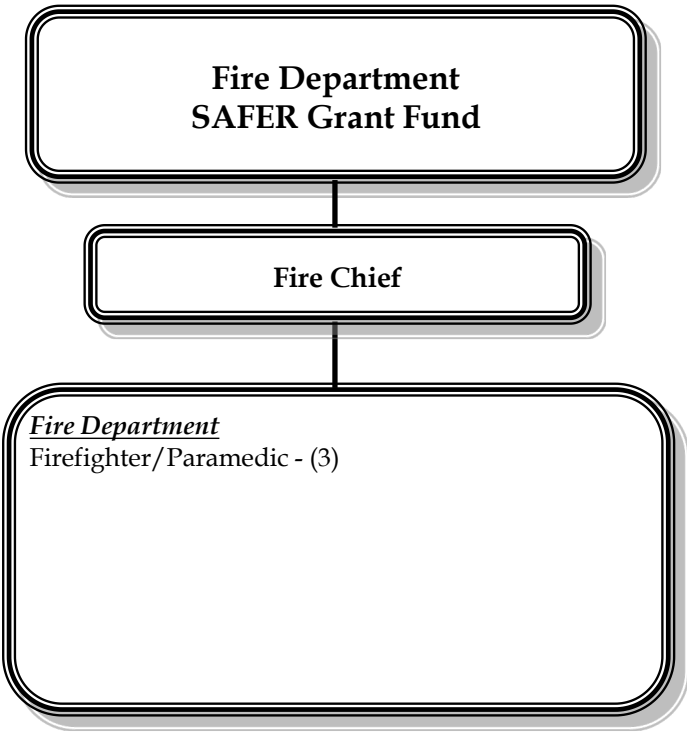 Fire Department
SAFER Grant Fund
Fire Chief
Fire Department
Firefighter/Paramedic - (3)